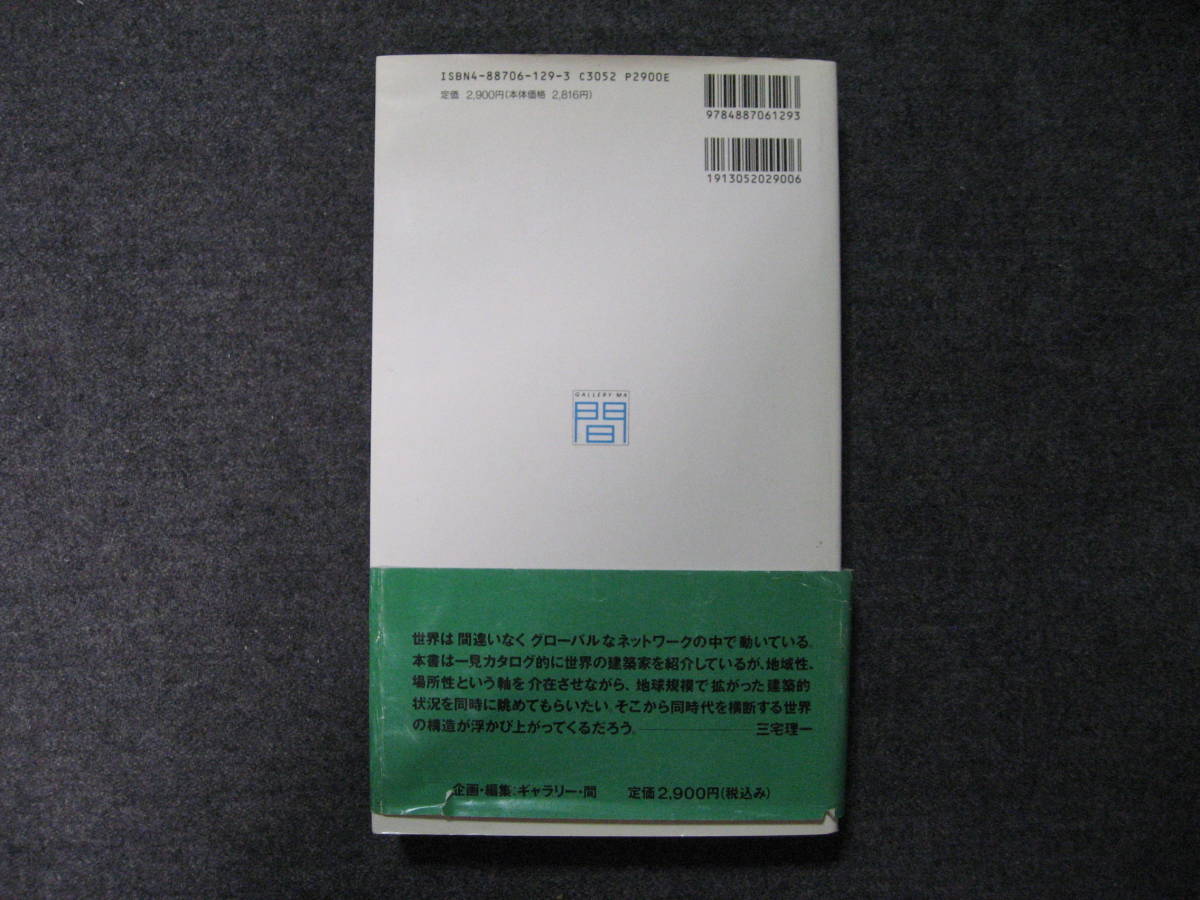 ISBN4-88706-129-3 C3052 P2900E
定価 2,900円(本体価格 2,816円)
9784887061293
1913052029006
GALLERY・MA
間
世界は間違いなくグローバルなネットワークの中で動いている。
本書は一見カタログ的に世界の建築家を紹介しているが、地域性、
場所性という軸を介在させながら、地球規模で拡がった建築的
状況を同時に眺めてもらいたい。そこから同時代を横断する世界
の構造が浮かび上がってくるだろう。――――三宅理一
企画・編集:ギャラリー・間 定価2,900円(税込み)